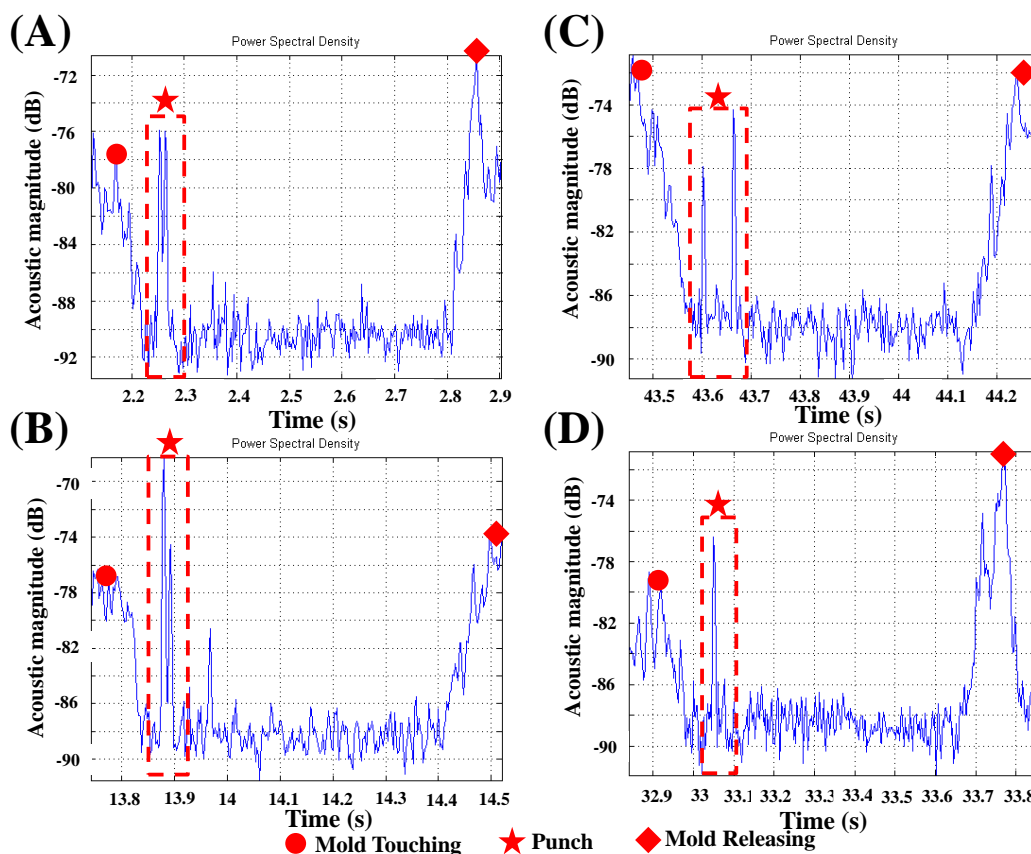 (A)
Power Spectral Density
Acoustic magnitude (dB)
-72
-76
-80
-84
-88
-92
2.2 2.3 2.4 2.5 2.6 2.7 2.8 2.9
Time (s)
(C)
Power Spectral Density
Acoustic magnitude (dB)
-74
-78
-82
-86
-90
43.5 43.6 43.7 43.8 43.9 44 44.1 44.2
Time (s)
(B)
Power Spectral Density
Acoustic magnitude (dB)
-70
-74
-78
-82
-86
-90
13.8 13.9 14 14.1 14.2 14.3 14.4 14.5
Time (s)
(D)
Power Spectral Density
Acoustic magnitude (dB)
-74
-78
-82
-86
-90
32.9 33 33.1 33.2 33.3 33.4 33.5 33.6 33.7 33.8
Time (s)
Mold Touching Punch Mold Releasing